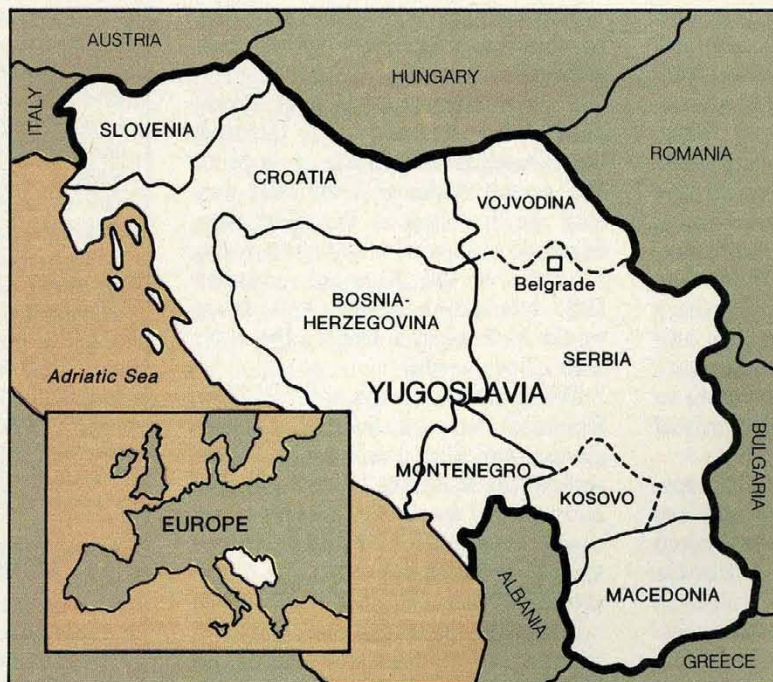 AUSTRIA
HUNGARY
ITALY
SLOVENIA
ROMANIA
CROATIA
VOJVODINA
Belgrade
BOSNIA-
HERZEGOVINA
SERBIA
Adriatic Sea
YUGOSLAVIA
BULGARIA
MONTENEGRO
KOSOVO
EUROPE
ALBANIA
MACEDONIA
GREECE